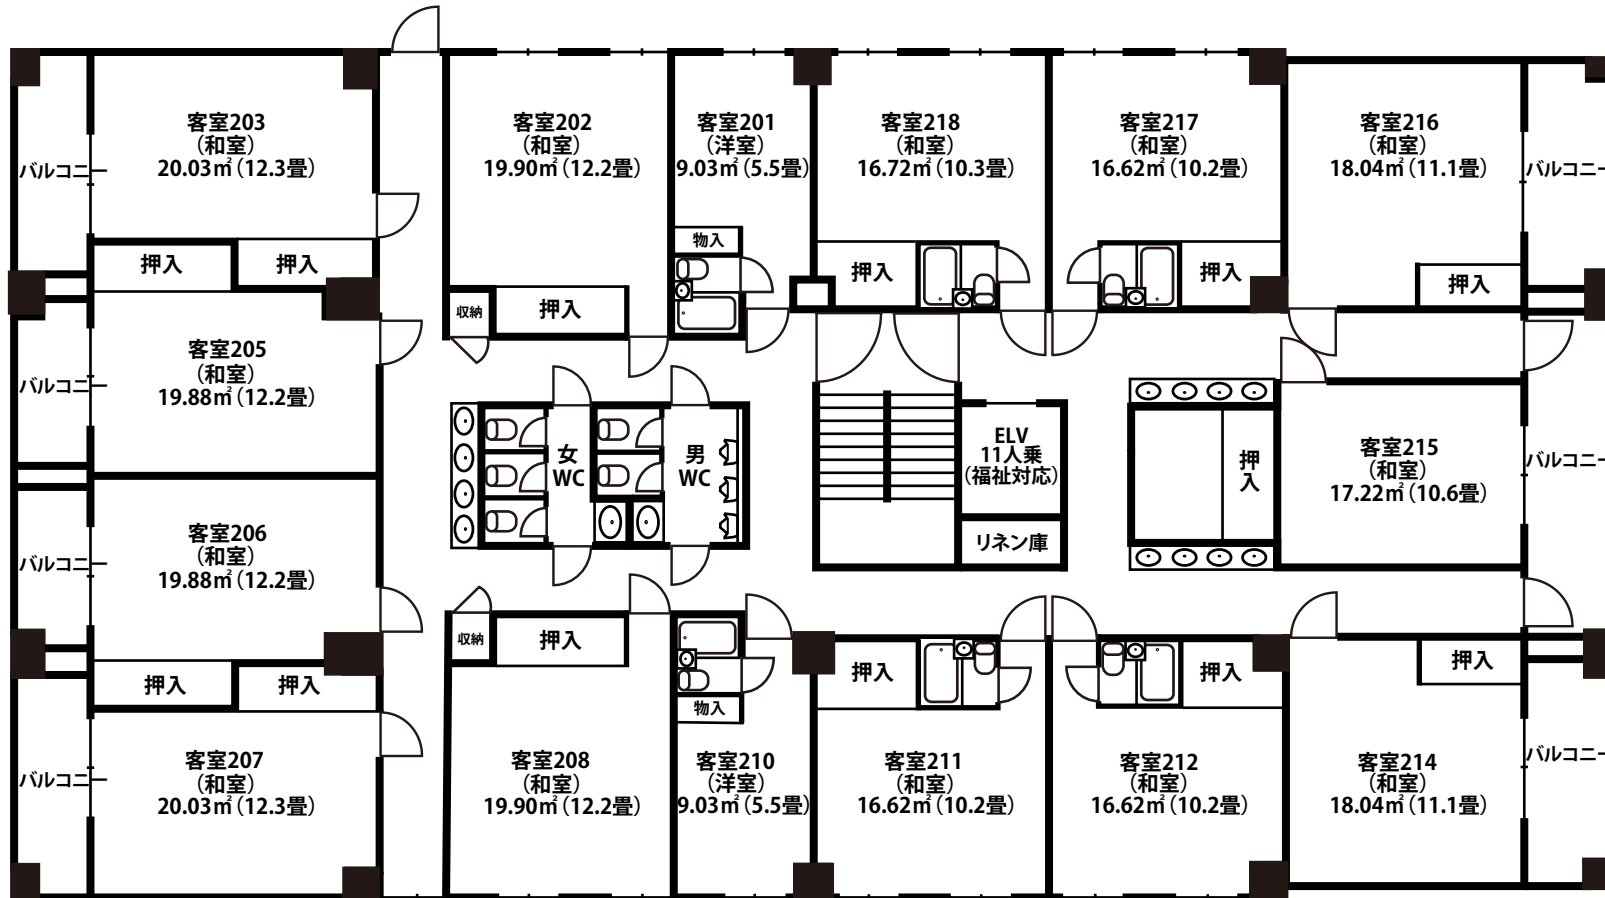 客室203
（和室）
20.03㎡（12.3畳）
客室202
（和室）
19.90㎡（12.2畳）
客室201
（洋室）
9.03㎡（5.5畳）
客室218
（和室）
16.72㎡（10.3畳）
客室217
（和室）
16.62㎡（10.2畳）
客室216
（和室）
18.04㎡（11.1畳）
バルコニー
バルコニー
物入
押入
押入
押入
押入
押入
収納
押入
客室205
（和室）
19.88㎡（12.2畳）
バルコニー
女
WC
男
WC
ELV
11人乗
（福祉対応）
リネン庫
押入
客室215
（和室）
17.22㎡（10.6畳）
バルコニー
客室206
（和室）
19.88㎡（12.2畳）
バルコニー
収納
押入
押入
押入
物入
押入
押入
押入
客室207
（和室）
20.03㎡（12.3畳）
バルコニー
客室208
（和室）
19.90㎡（12.2畳）
客室210
（洋室）
9.03㎡（5.5畳）
客室211
（和室）
16.62㎡（10.2畳）
客室212
（和室）
16.62㎡（10.2畳）
客室214
（和室）
18.04㎡（11.1畳）
バルコニー